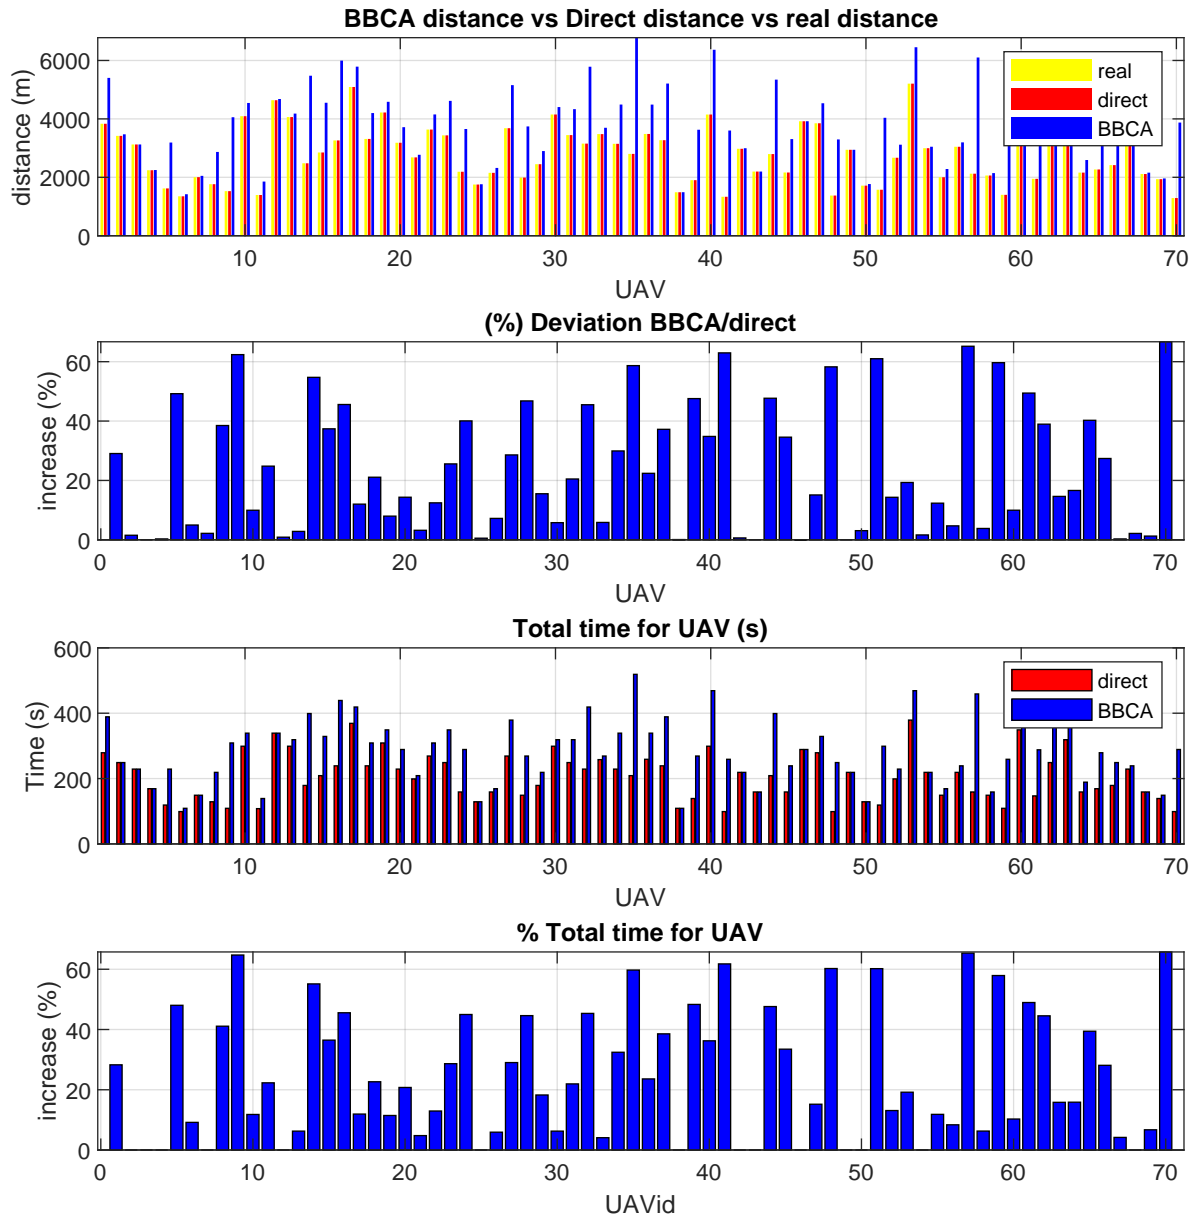 BBCA distance vs Direct distance vs real distance
distance (m)
6000
4000
2000
0
real
direct
BBCA
10 20 30 40 50 60 70
UAV
(%) Deviation BBCA/direct
increase (%)
60
40
20
0
0 10 20 30 40 50 60 70
UAV
Total time for UAV (s)
Time (s)
600
400
200
0
direct
BBCA
10 20 30 40 50 60 70
UAV
% Total time for UAV
increase (%)
60
40
20
0
0 10 20 30 40 50 60 70
UAVid